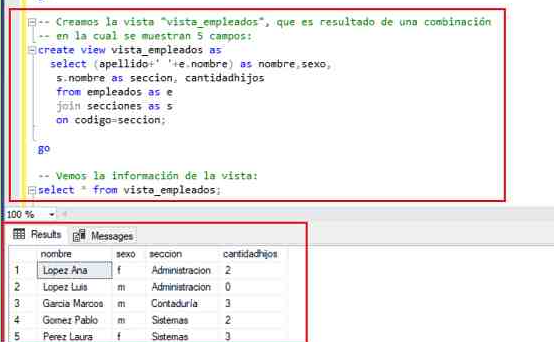 -- Creamos la vista "vista_empleados", que es resultado de una combinación
-- en la cual se muestran 5 campos:
create view vista_empleados as
select (apellido+' '+e.nombre) as nombre,sexo,
s.nombre as seccion, cantidadhijos
from empleados as e
join secciones as s
on codigo=seccion;
go
-- Vemos la información de la vista:
select * from vista_empleados;
100 %
Results Messages
nombre sexo seccion cantidadhijos
1 Lopez Ana f Administracion 2
2 Lopez Luis m Administracion 0
3 Garcia Marcos m Contaduría 3
4 Gomez Pablo m Sistemas 2
5 Perez Laura f Sistemas 3